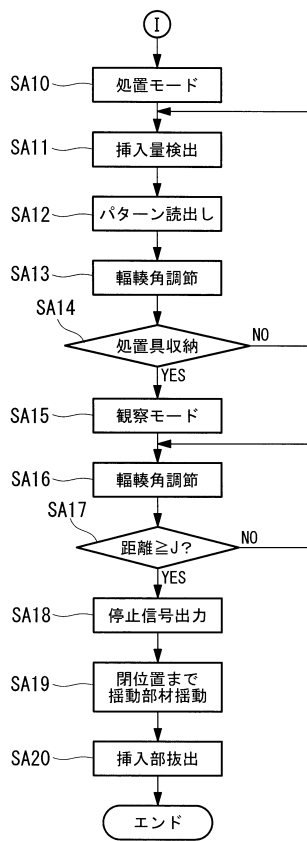 I
SA10
処置モード
SA11
挿入量検出
SA12
パターン読出し
SA13
輻輳角調節
SA14
処置具収納
NO
YES
SA15
観察モード
SA16
輻輳角調節
SA17
距離≧J?
NO
YES
SA18
停止信号出力
SA19
閉位置まで
揺動部材揺動
SA20
挿入部抜出
エンド